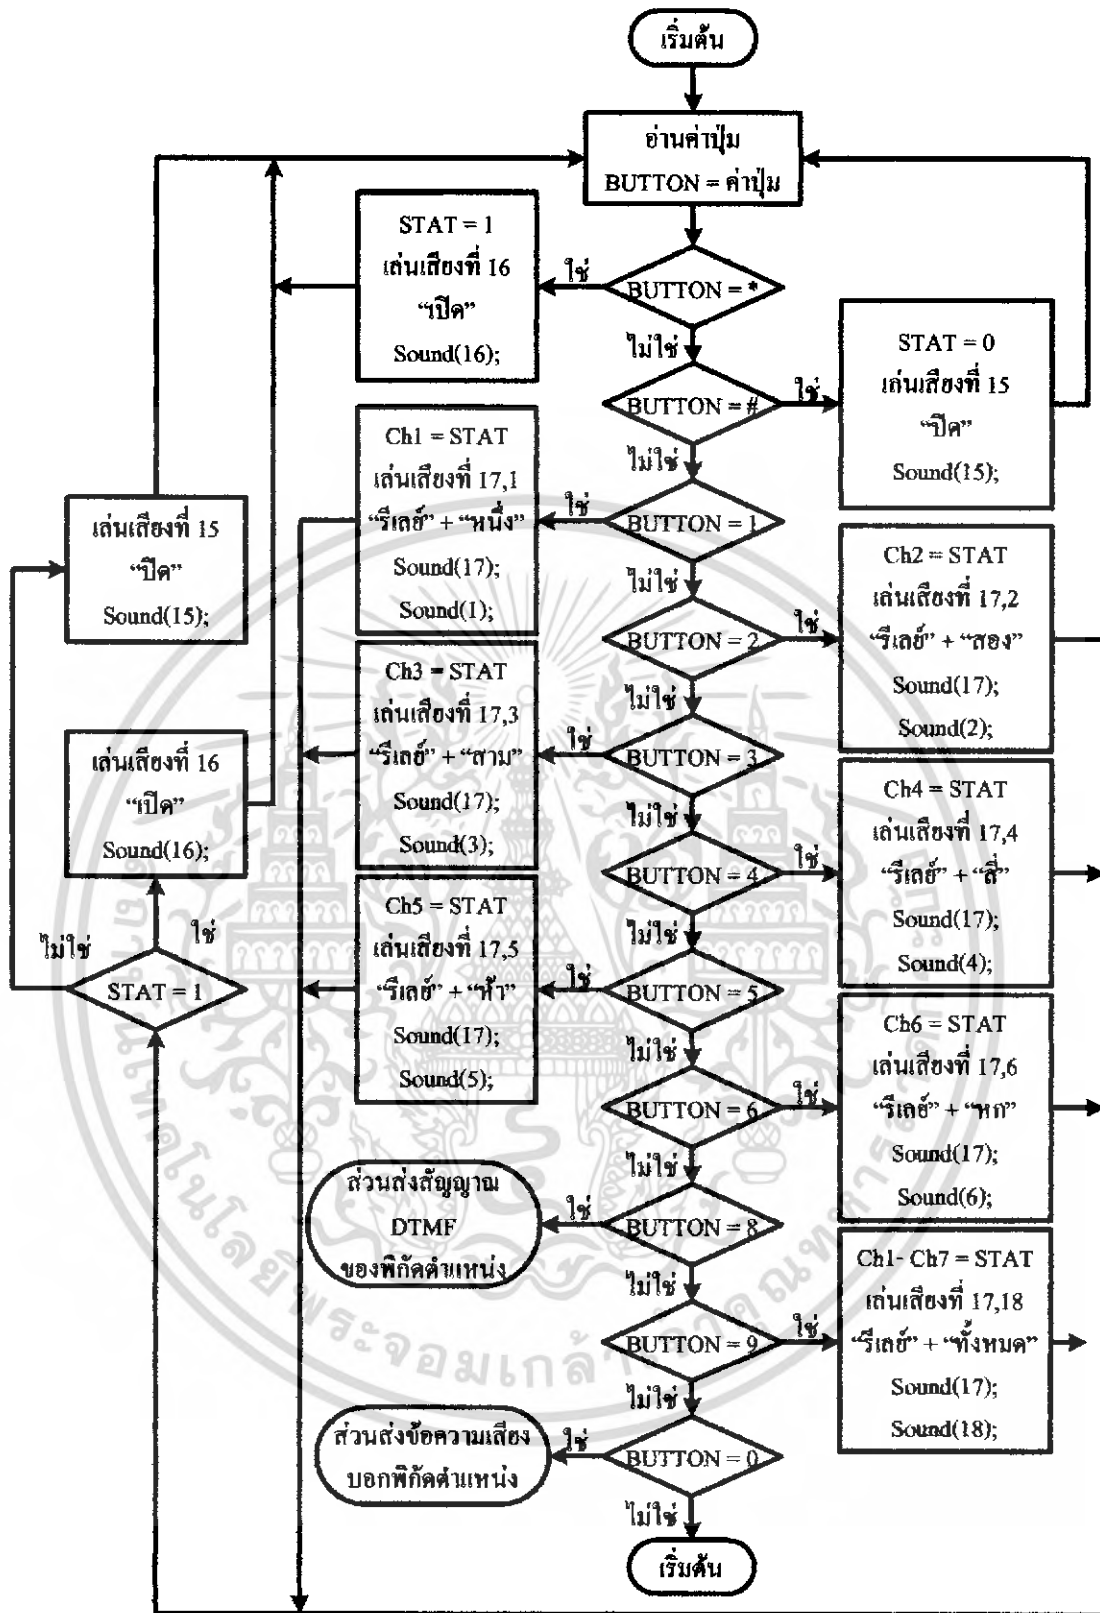 เริ่มต้น
อ่านค่าปุ่ม
BUTTON = ค่าปุ่ม
STAT = 1
เล่นเสียงที่ 16
“เปิด”
Sound(16);
ใช่
BUTTON = *
ไม่ใช่
BUTTON = #
ใช่
STAT = 0
เล่นเสียงที่ 15
“ปิด”
Sound(15);
ไม่ใช่
Ch1 = STAT
เล่นเสียงที่ 17,1
“รีเลย์” + “หนึ่ง”
Sound(17);
Sound(1);
ใช่
BUTTON = 1
ไม่ใช่
เล่นเสียงที่ 15
“ปิด”
Sound(15);
BUTTON = 2
ใช่
Ch2 = STAT
เล่นเสียงที่ 17,2
“รีเลย์” + “สอง”
Sound(17);
Sound(2);
ไม่ใช่
Ch3 = STAT
เล่นเสียงที่ 17,3
“รีเลย์” + “สาม”
Sound(17);
Sound(3);
ใช่
BUTTON = 3
ไม่ใช่
เล่นเสียงที่ 16
“เปิด”
Sound(16);
BUTTON = 4
ใช่
Ch4 = STAT
เล่นเสียงที่ 17,4
“รีเลย์” + “สี่”
Sound(17);
Sound(4);
ไม่ใช่
ไม่ใช่
ใช่
STAT = 1
Ch5 = STAT
เล่นเสียงที่ 17,5
“รีเลย์” + “ห้า”
Sound(17);
Sound(5);
ใช่
BUTTON = 5
ไม่ใช่
BUTTON = 6
ใช่
Ch6 = STAT
เล่นเสียงที่ 17,6
“รีเลย์” + “หก”
Sound(17);
Sound(6);
ไม่ใช่
ส่วนส่งสัญญาณ
DTMF
ของพิกัดตำแหน่ง
ใช่
BUTTON = 8
ไม่ใช่
BUTTON = 9
ใช่
Ch1- Ch7 = STAT
เล่นเสียงที่ 17,18
“รีเลย์” + “ทั้งหมด”
Sound(17);
Sound(18);
ไม่ใช่
ส่วนส่งข้อความเสียง
บอกพิกัดตำแหน่ง
ใช่
BUTTON = 0
ไม่ใช่
เริ่มต้น